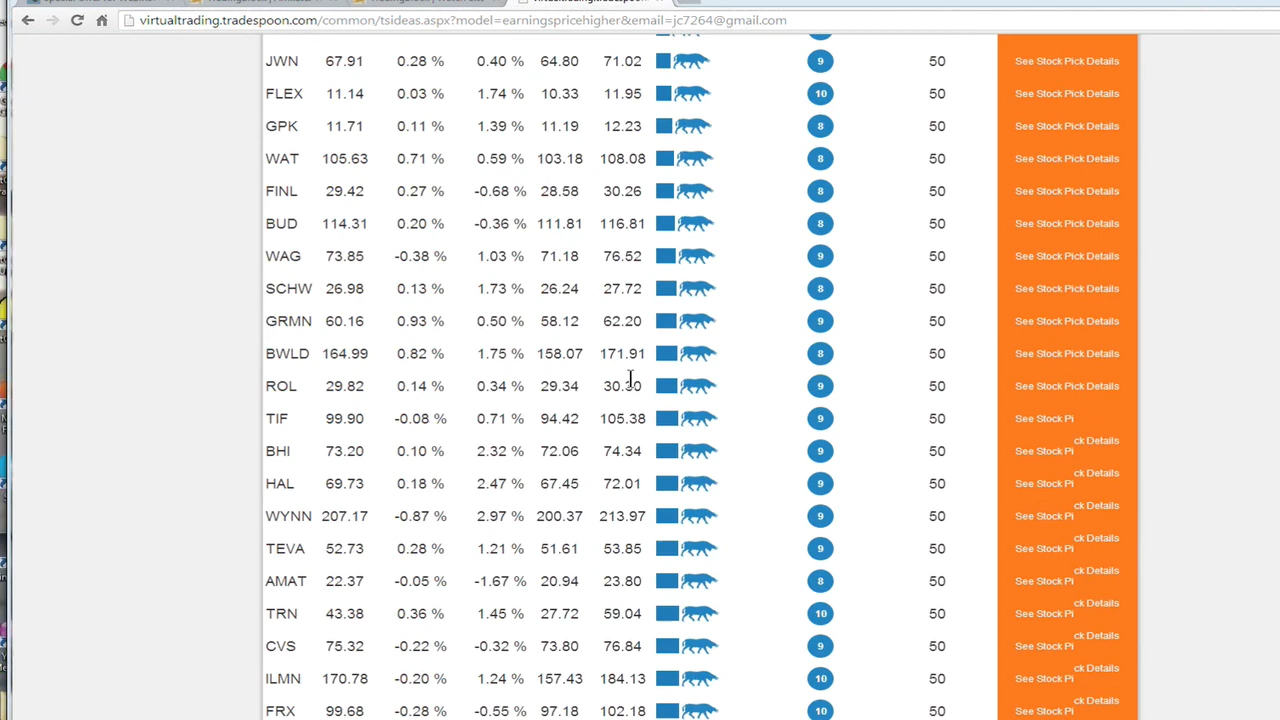 virtualtrading.tradespoon.com/common/tsideas.aspx?model=earningspricehigher&email=jc7264@gmail.com
JWN 67.91 0.28 % 0.40 % 64.80 71.02 9 50 See Stock Pick Details
FLEX 11.14 0.03 % 1.74 % 10.33 11.95 10 50 See Stock Pick Details
GPK 11.71 0.11 % 1.39 % 11.19 12.23 8 50 See Stock Pick Details
WAT 105.63 0.71 % 0.59 % 103.18 108.08 8 50 See Stock Pick Details
FINL 29.42 0.27 % -0.68 % 28.58 30.26 8 50 See Stock Pick Details
BUD 114.31 0.20 % -0.36 % 111.81 116.81 8 50 See Stock Pick Details
WAG 73.85 -0.38 % 1.03 % 71.18 76.52 9 50 See Stock Pick Details
SCHW 26.98 0.13 % 1.73 % 26.24 27.72 8 50 See Stock Pick Details
GRMN 60.16 0.93 % 0.50 % 58.12 62.20 9 50 See Stock Pick Details
BWLD 164.99 0.82 % 1.75 % 158.07 171.91 8 50 See Stock Pick Details
ROL 29.82 0.14 % 0.34 % 29.34 30.30 9 50 See Stock Pick Details
TIF 99.90 -0.08 % 0.71 % 94.42 105.38 9 50 See Stock Pi
ck Details
BHI 73.20 0.10 % 2.32 % 72.06 74.34 9 50 See Stock Pi
ck Details
HAL 69.73 0.18 % 2.47 % 67.45 72.01 9 50 See Stock Pi
WYNN 207.17 -0.87 % 2.97 % 200.37 213.97 9 50 See Stock Pi
ck Details
TEVA 52.73 0.28 % 1.21 % 51.61 53.85 9 50 See Stock Pi
ck Details
AMAT 22.37 -0.05 % -1.67 % 20.94 23.80 8 50 See Stock Pi
ck Details
TRN 43.38 0.36 % 1.45 % 27.72 59.04 10 50 See Stock Pi
ck Details
CVS 75.32 -0.22 % -0.32 % 73.80 76.84 9 50 See Stock Pi
ck Details
ILMN 170.78 -0.20 % 1.24 % 157.43 184.13 10 50 See Stock Pi
ck Details
FRX 99.68 -0.28 % -0.55 % 97.18 102.18 10 50 See Stock Pi